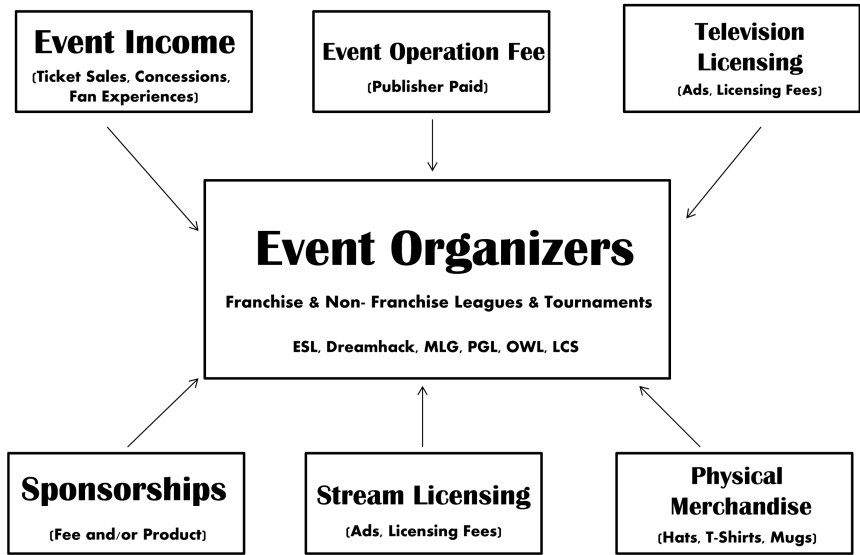 Event Income
(Ticket Sales, Concessions,
Fan Experiences)
Event Operation Fee
(Publisher Paid)
Television
Licensing
(Ads, Licensing Fees)
Event Organizers
Franchise & Non- Franchise Leagues & Tournaments
ESL, Dreamhack, MLG, PGL, OWL, LCS
Sponsorships
(Fee and/or Product)
Stream Licensing
(Ads, Licensing Fees)
Physical
Merchandise
(Hats, T-Shirts, Mugs)